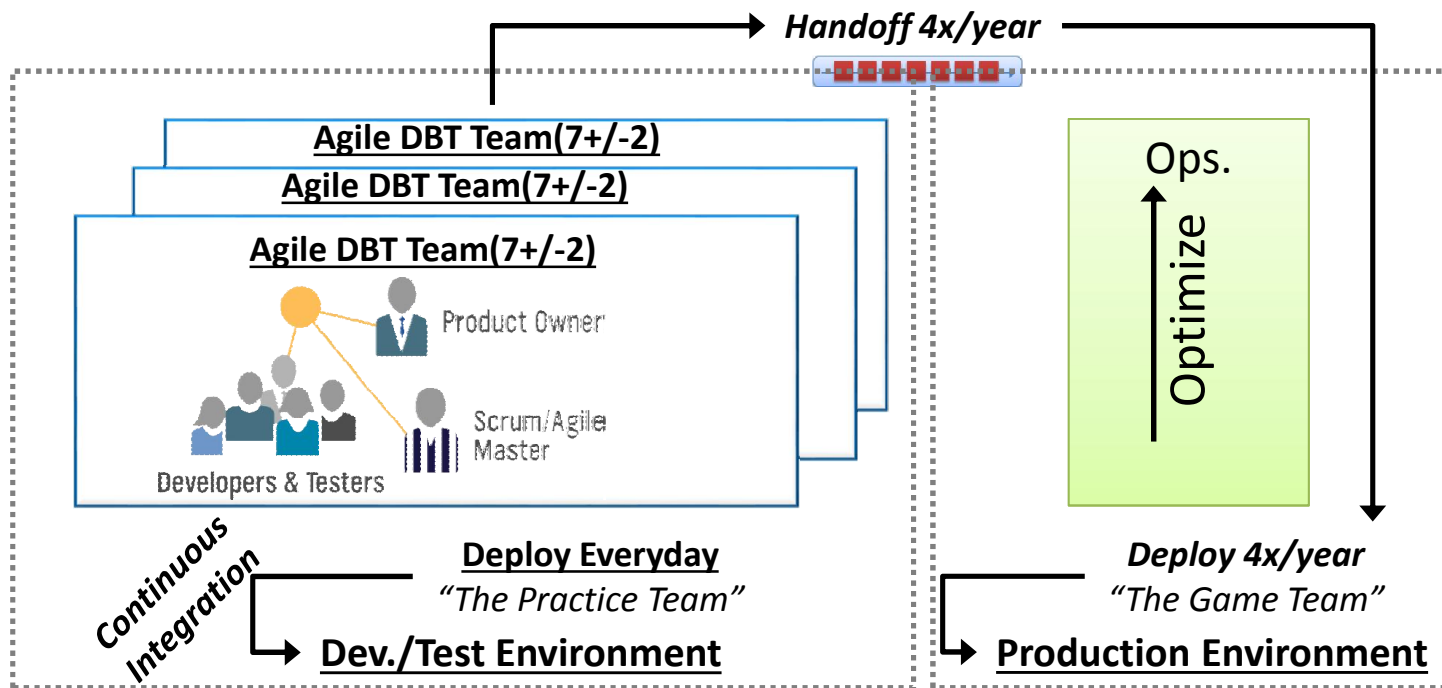 Handoff 4x/year
Agile DBT Team(7+/-2)
Agile DBT Team(7+/-2)
Agile DBT Team(7+/-2)
Product Owner
Scrum/Agile
Master
Developers & Testers
Ops.
Optimize
Continuous
Integration
Deploy Everyday
“The Practice Team”
Dev./Test Environment
Deploy 4x/year
“The Game Team”
Production Environment